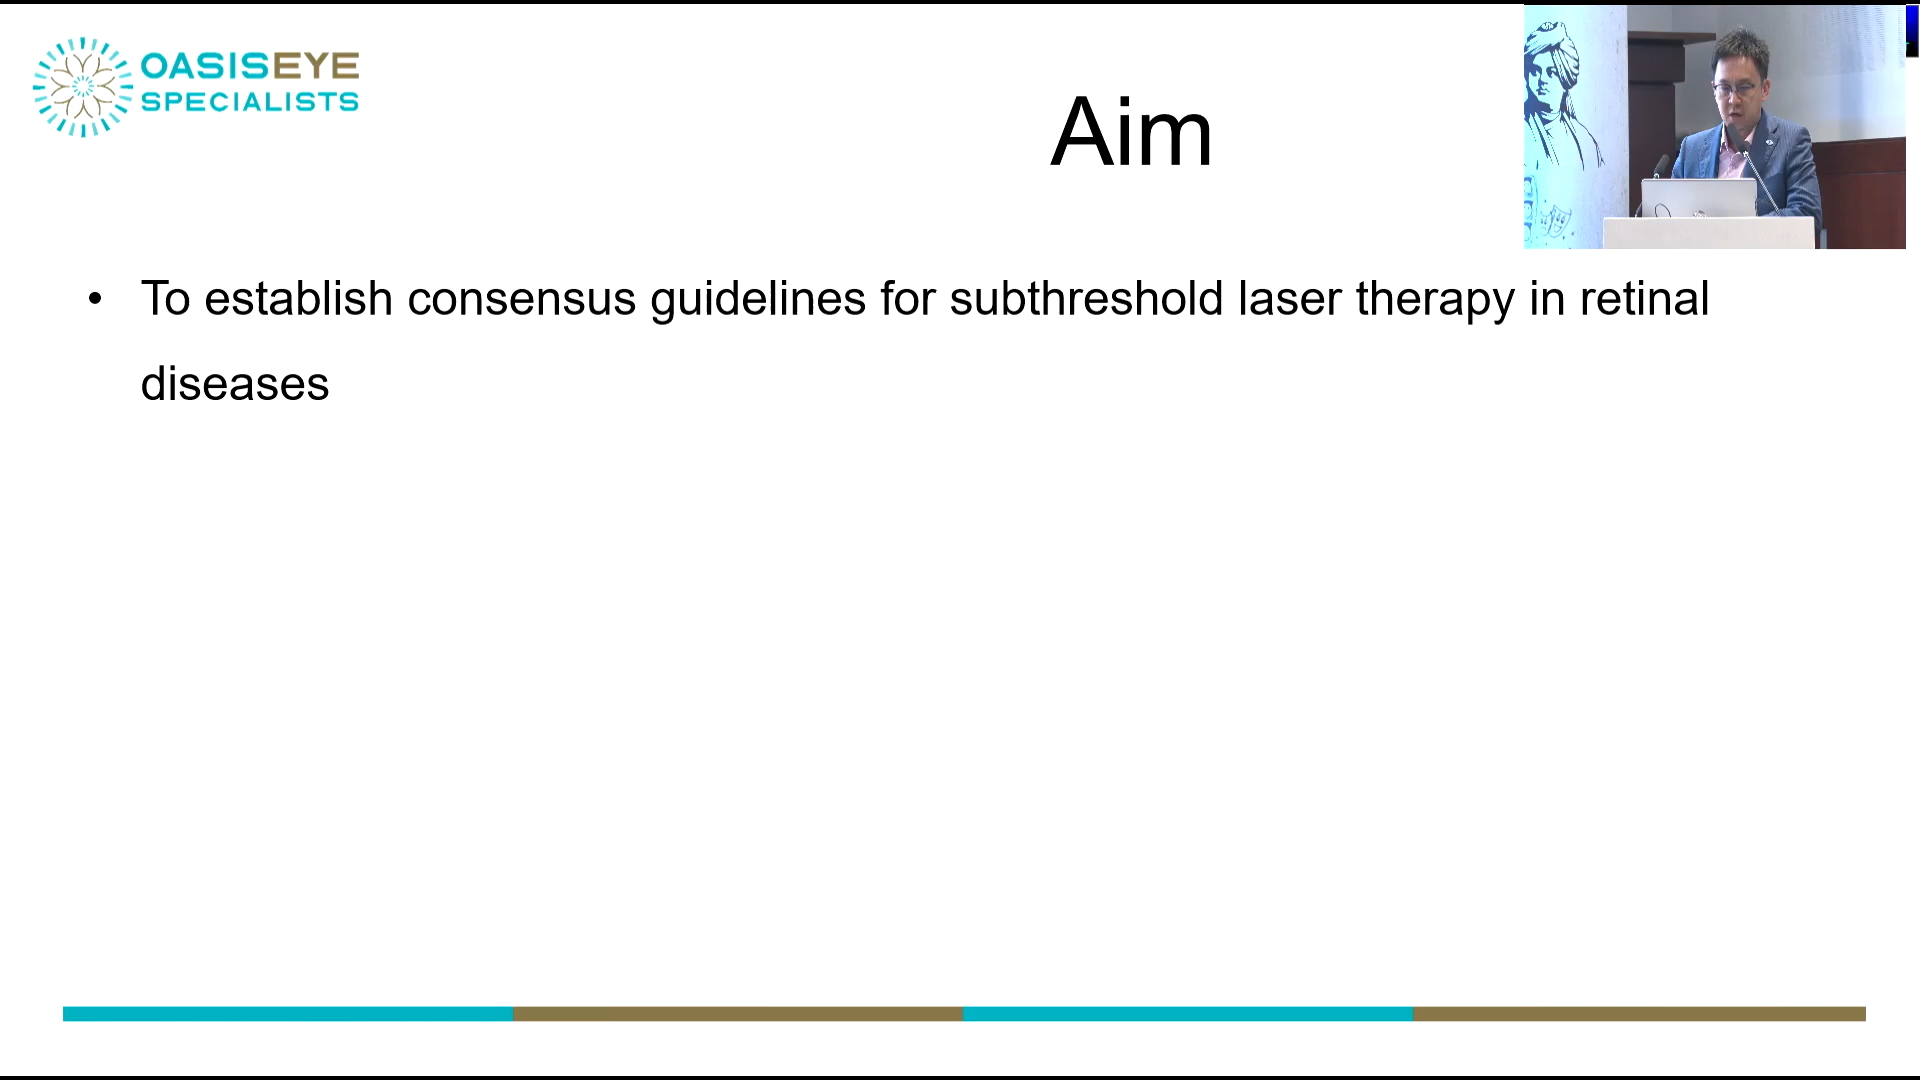 OASISEYE
SPECIALISTS
Aim
• To establish consensus guidelines for subthreshold laser therapy in retinal
diseases